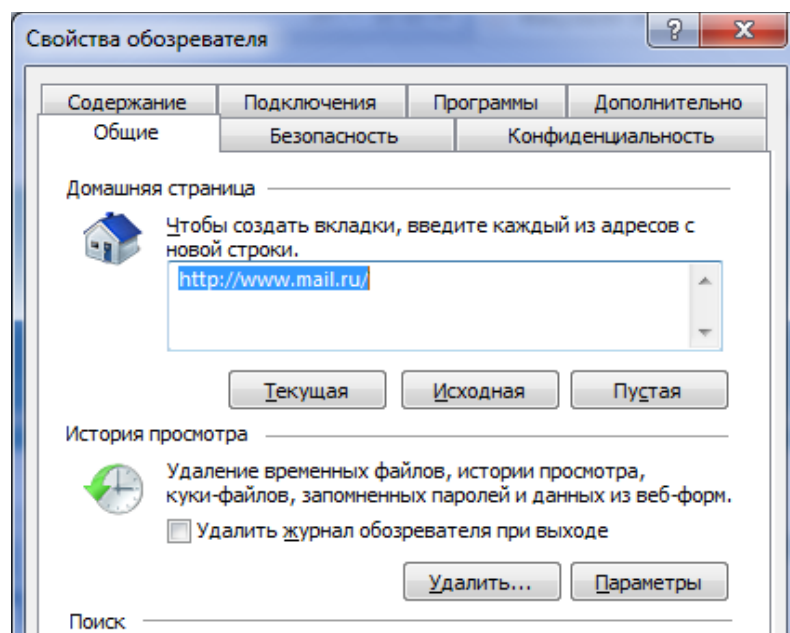 Свойства обозревателя
Содержание Подключения Программы Дополнительно
Общие Безопасность Конфиденциальность
Домашняя страница
Чтобы создать вкладки, введите каждый из адресов с
новой строки.
http://www.mail.ru/
Текущая Исходная Пустая
История просмотра
Удаление временных файлов, истории просмотра,
куки-файлов, запомненных паролей и данных из веб-форм.
Удалить журнал обозревателя при выходе
Удалить... Параметры
Поиск